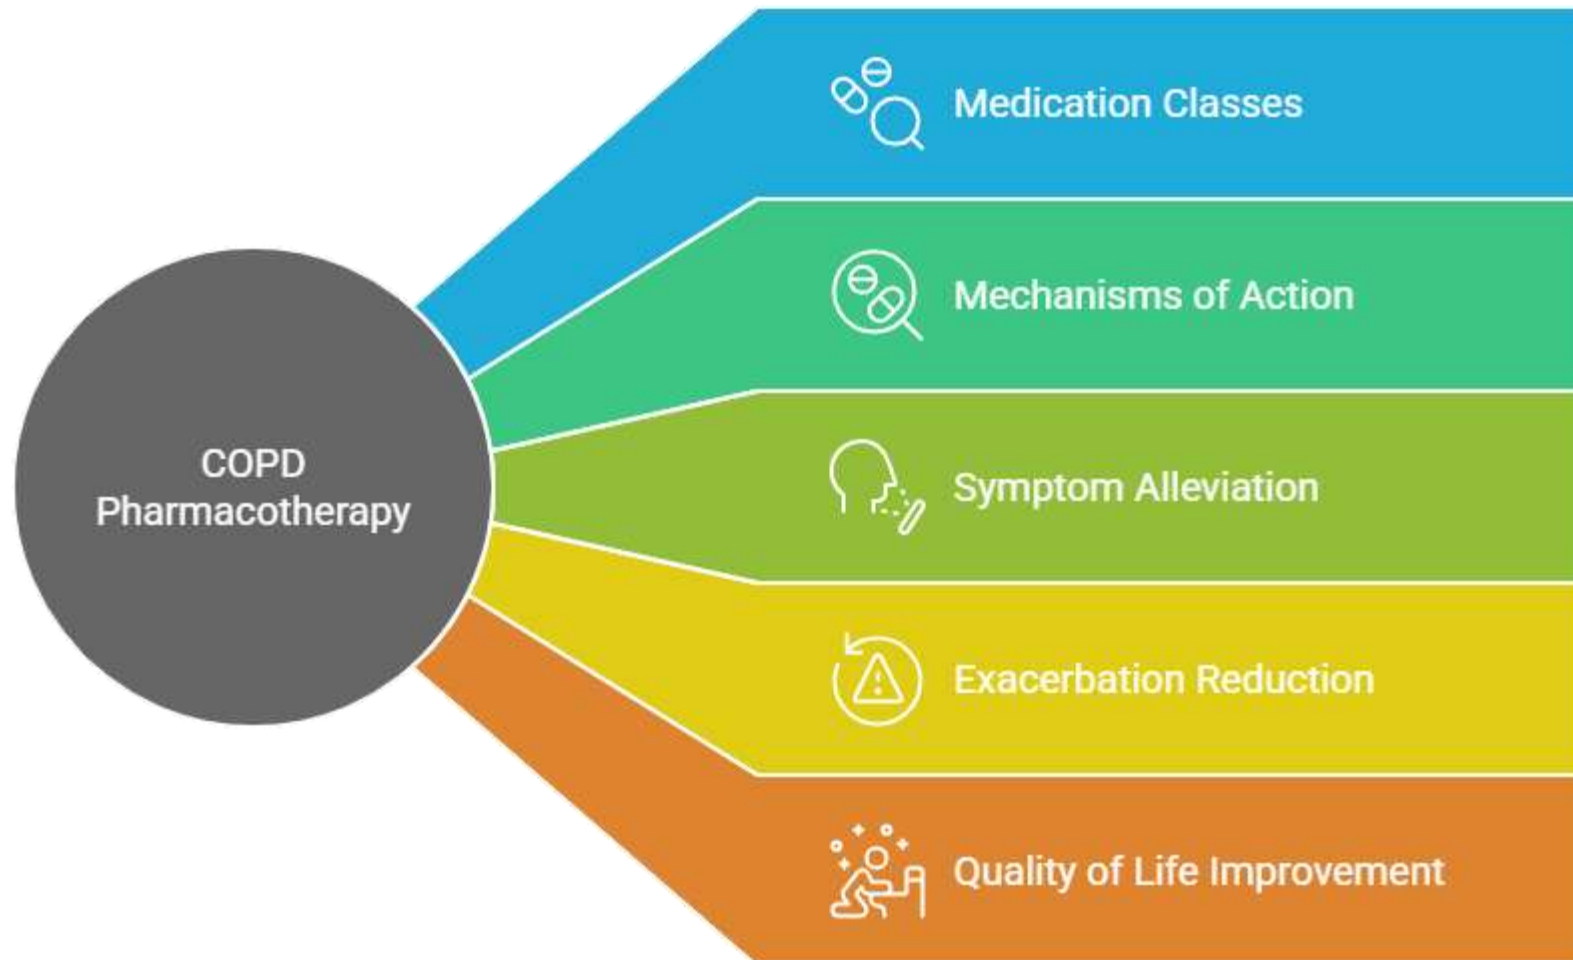 COPD
Pharmacotherapy
Medication Classes
Mechanisms of Action
Symptom Alleviation
Exacerbation Reduction
Quality of Life Improvement